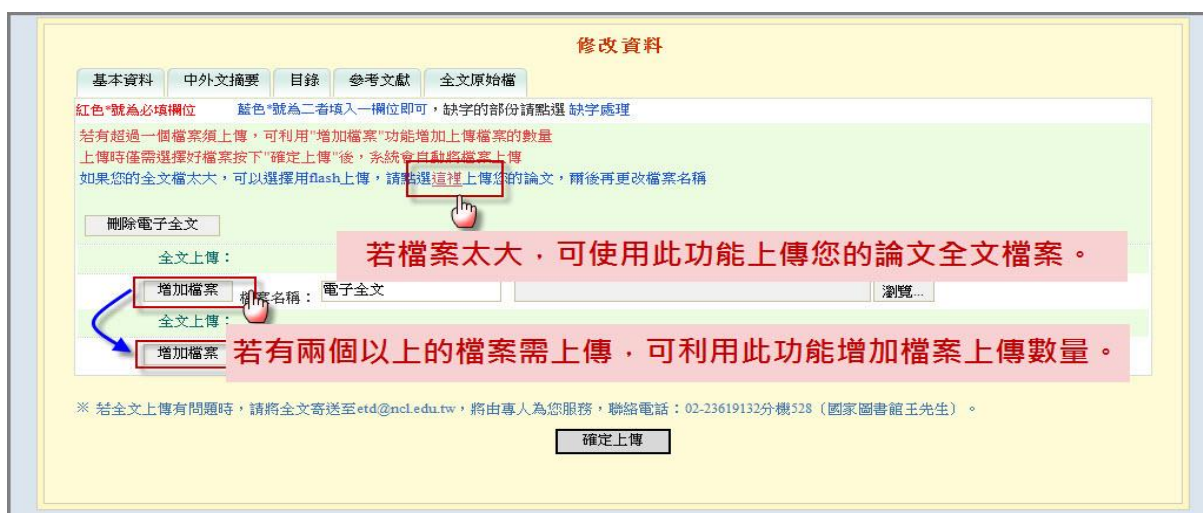 修改資料
基本資料 中外文摘要 目錄 參考文獻 全文原始檔
紅色*號為必填欄位 藍色*號為二者填入一欄位即可,缺字的部份請點選 缺字處理
若有超過一個檔案須上傳,可利用"增加檔案"功能增加上傳檔案的數量
上傳時僅需選擇好檔案按下"確定上傳"後,系統會自動將檔案上傳
如果您的全文檔太大,可以選擇用flash上傳,請點選這裡上傳您的論文,爾後再更改檔案名稱
刪除電子全文
若檔案太大,可使用此功能上傳您的論文全文檔案。
全文上傳:
增加檔案 檔案名稱: 電子全文 瀏覽...
全文上傳:
增加檔案
若有兩個以上的檔案需上傳,可利用此功能增加檔案上傳數量。
※ 若全文上傳有問題時,請將全文寄送至etd@ncl.edu.tw,將由專人為您服務,聯絡電話:02-23619132分機528(國家圖書館王先生)。
確定上傳